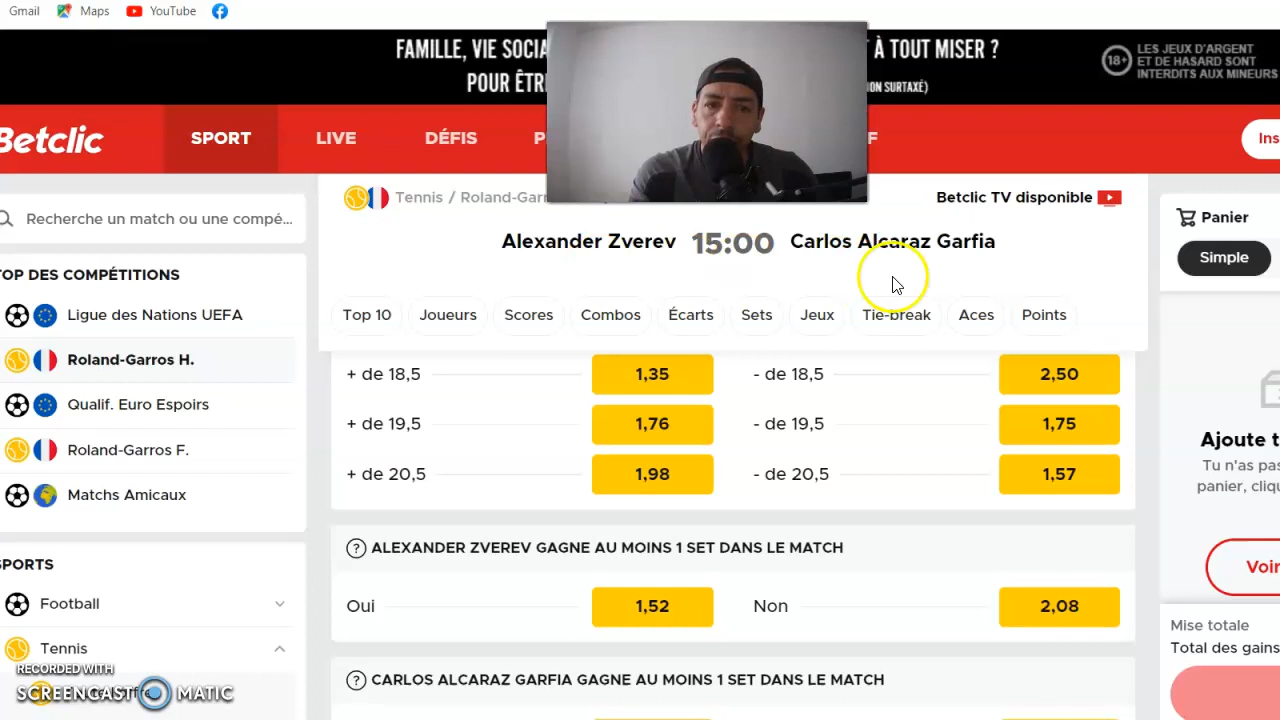 Gmail Maps YouTube
FAMILLE, VIE SOCIA
T À TOUT MISER ?
POUR ÊTR
ON SURTAXÉ)
18+
LES JEUX D'ARGENT
ET DE HASARD SONT
INTERDITS AUX MINEURS
Betclic SPORT LIVE DÉFIS
Ins
Recherche un match ou une compé...
TOP DES COMPÉTITIONS
Ligue des Nations UEFA
Roland-Garros H.
Qualif. Euro Espoirs
Roland-Garros F.
Matchs Amicaux
SPORTS
Football
Tennis
RECORDED WITH
SCREENCAST MATIC
Tennis / Roland-Gar
Betclic TV disponible
Alexander Zverev 15:00 Carlos Alcaraz Garfia
Top 10 Joueurs Scores Combos Écarts Sets Jeux Tie-break Aces Points
+ de 18,5 1,35 - de 18,5 2,50
+ de 19,5 1,76 - de 19,5 1,75
+ de 20,5 1,98 - de 20,5 1,57
? ALEXANDER ZVEREV GAGNE AU MOINS 1 SET DANS LE MATCH
Oui 1,52 Non 2,08
? CARLOS ALCARAZ GARFIA GAGNE AU MOINS 1 SET DANS LE MATCH
Panier
Simple
Ajoute t
Tu n'as pas
panier, cliqu
Voir
Mise totale
Total des gains